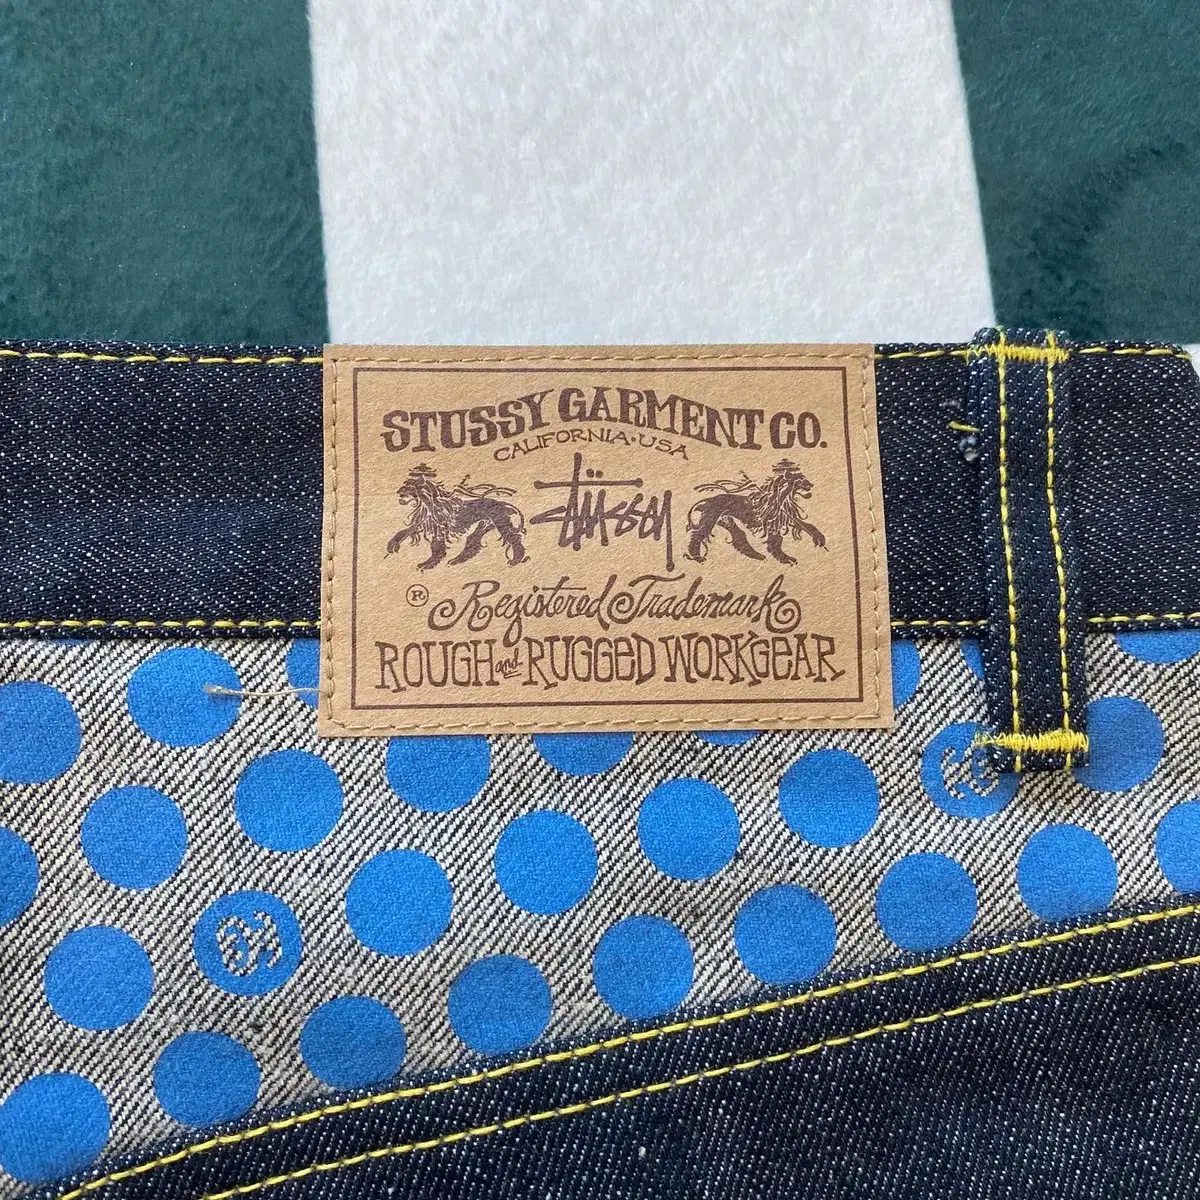 STUSSY GARMENT CO.
CALIFORNIA·USA
Stüssy
® Registered Trademark
ROUGH and RUGGED WORKGEAR